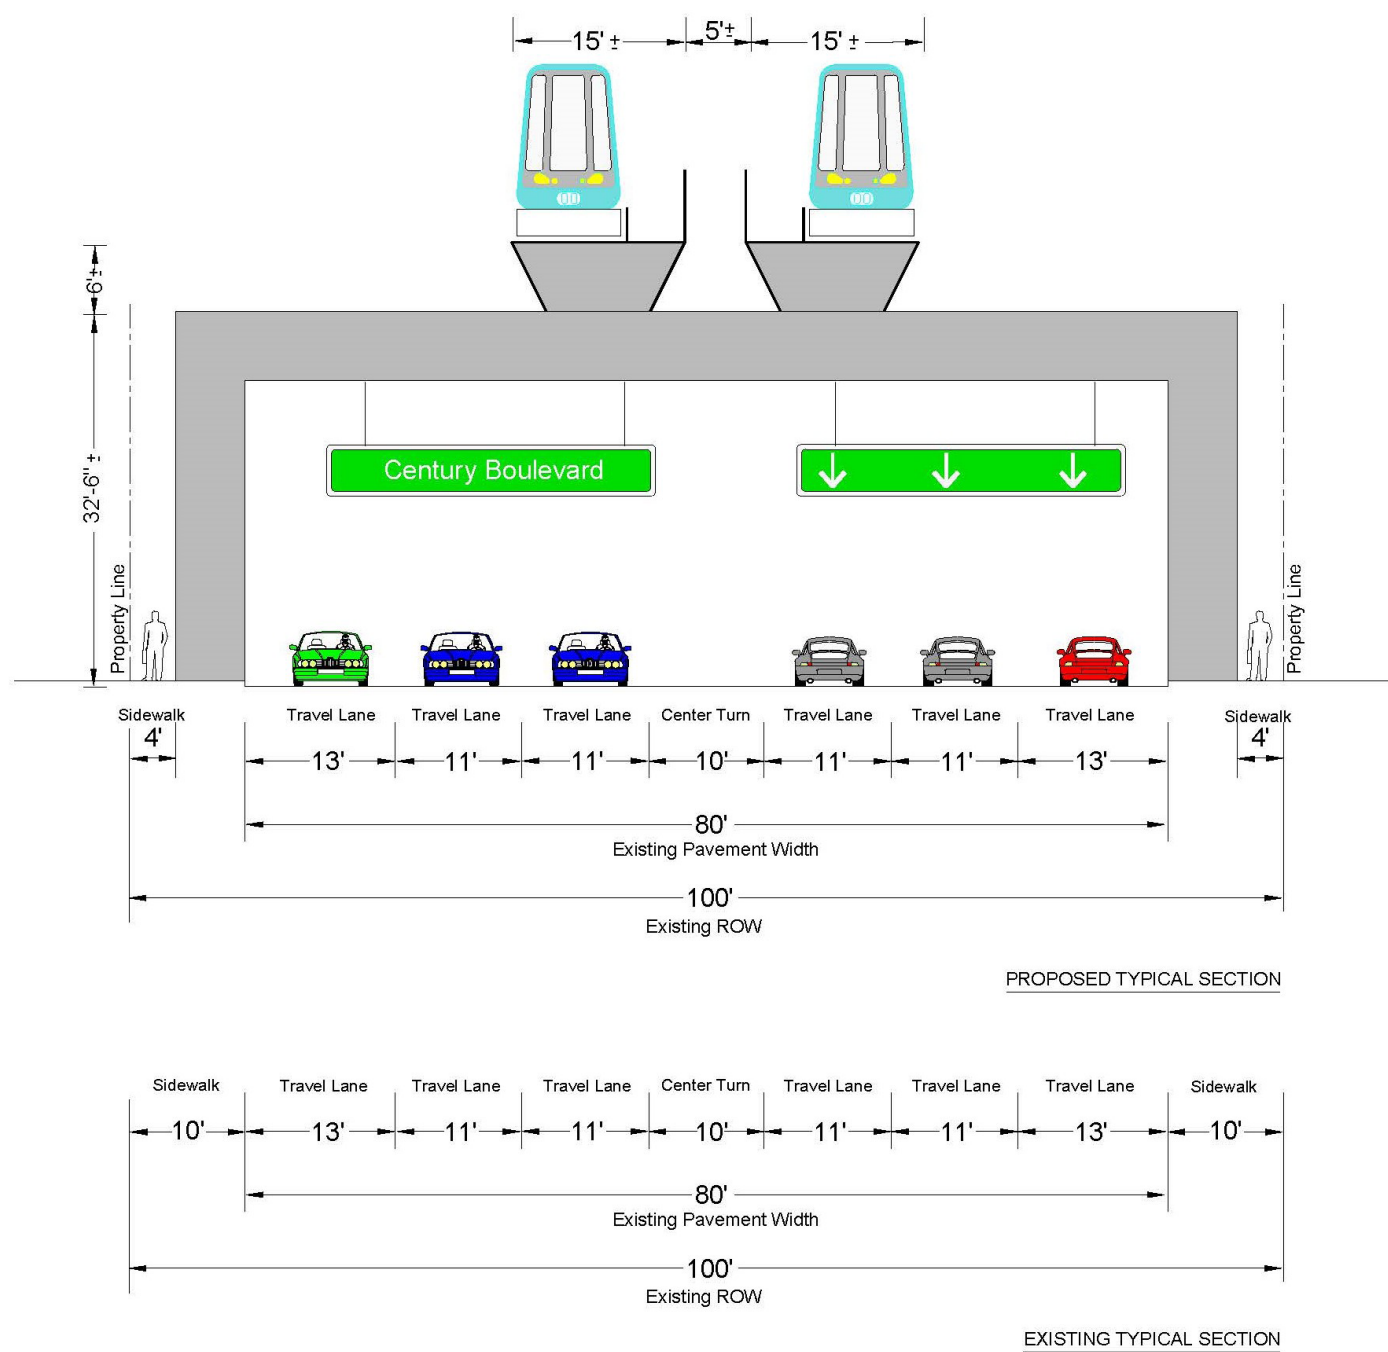 15' ± 5'± 15' ±
6'±
Century Boulevard
32'-6" ±
Property Line
Property Line
Sidewalk Travel Lane Travel Lane Travel Lane Center Turn Travel Lane Travel Lane Travel Lane Sidewalk
4' 13' 11' 11' 10' 11' 11' 13' 4'
80'
Existing Pavement Width
100'
Existing ROW
PROPOSED TYPICAL SECTION
Sidewalk Travel Lane Travel Lane Travel Lane Center Turn Travel Lane Travel Lane Travel Lane Sidewalk
10' 13' 11' 11' 10' 11' 11' 13' 10'
80'
Existing Pavement Width
100'
Existing ROW
EXISTING TYPICAL SECTION